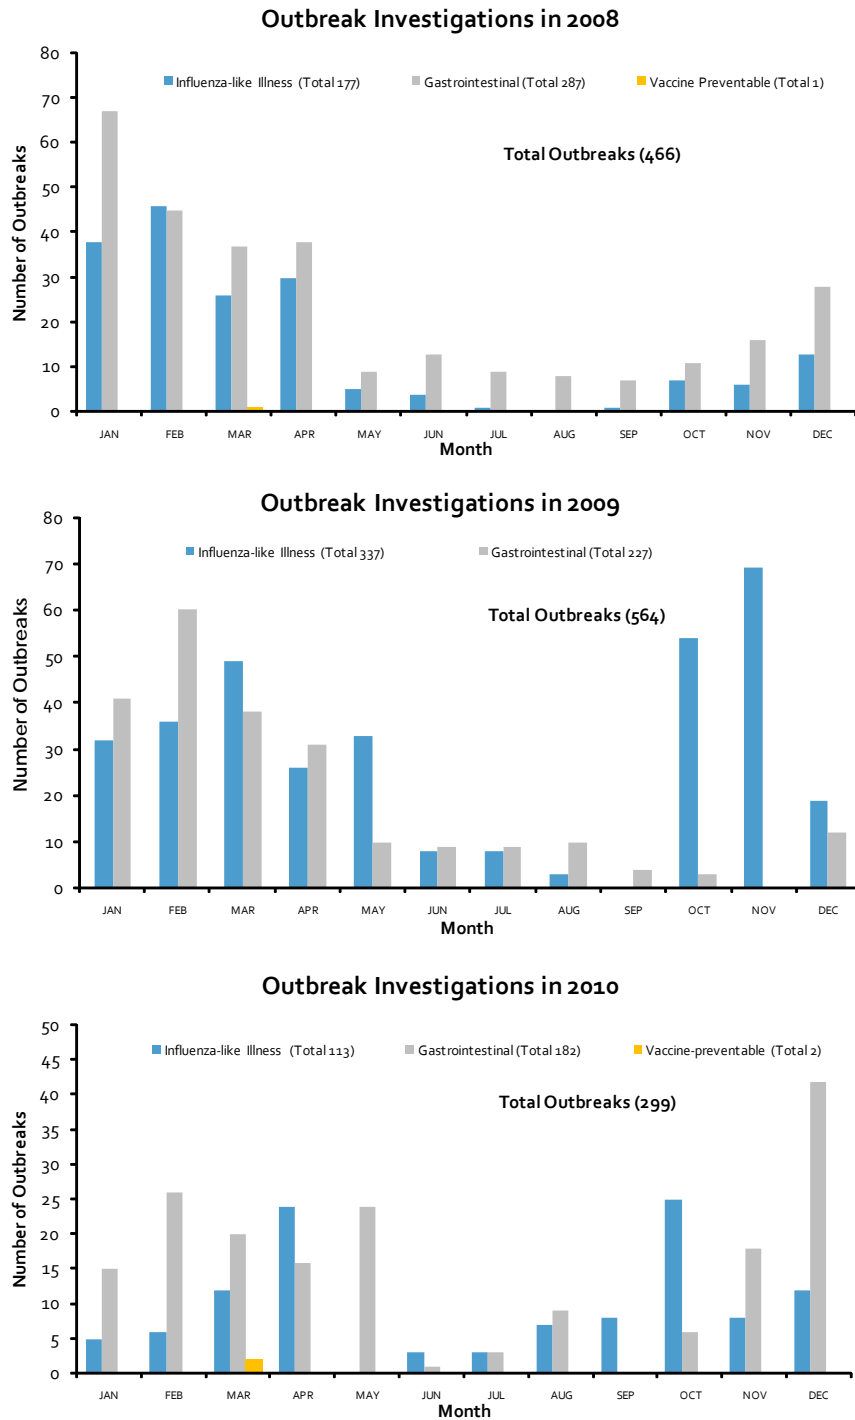 Outbreak Investigations in 2008
80
Influenza-like Illness (Total 177) Gastrointestinal (Total 287) Vaccine Preventable (Total 1)
70
Total Outbreaks (466)
60
50
40
30
20
10
0
Number of Outbreaks
JAN FEB MAR APR MAY JUN JUL AUG SEP OCT NOV DEC
Month
Outbreak Investigations in 2009
80
Influenza-like Illness (Total 337) Gastrointestinal (Total 227)
70
60
Total Outbreaks (564)
50
40
30
20
10
0
Number of Outbreaks
JAN FEB MAR APR MAY JUN JUL AUG SEP OCT NOV DEC
Month
Outbreak Investigations in 2010
50
Influenza-like Illness (Total 113) Gastrointestinal (Total 182) Vaccine-preventable (Total 2)
45
40
Total Outbreaks (299)
35
30
25
20
15
10
5
0
Number of Outbreaks
JAN FEB MAR APR MAY JUN JUL AUG SEP OCT NOV DEC
Month